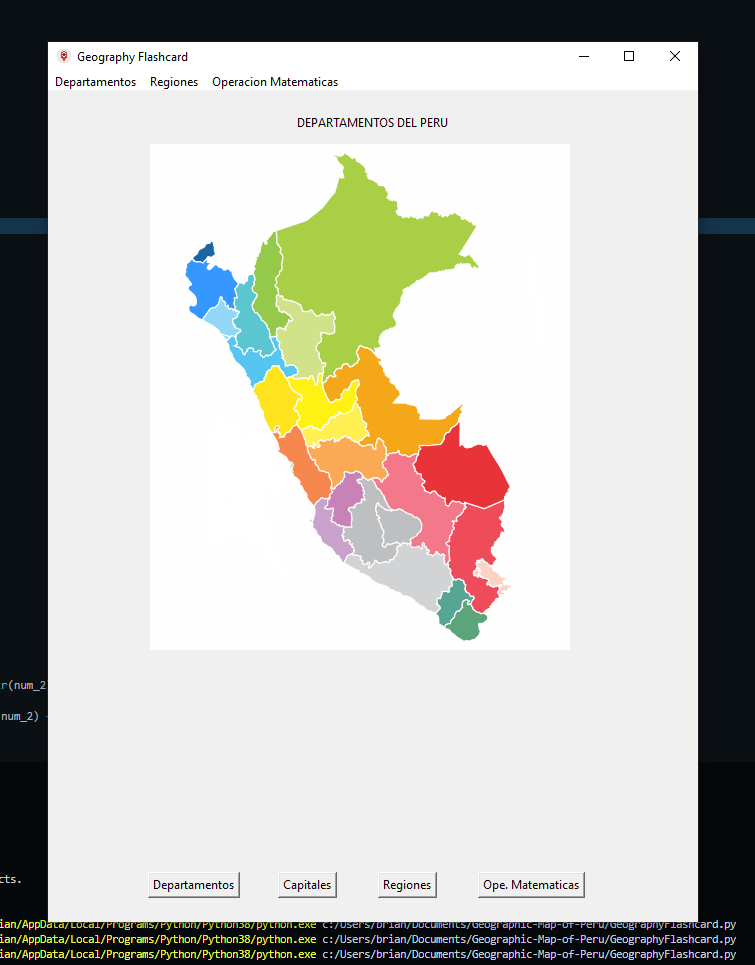 Geography Flashcard
Departamentos Regiones Operacion Matematicas
DEPARTAMENTOS DEL PERU
r(num_2
num_2)
Departamentos Capitales Regiones Ope. Matematicas
cts.
ian/AppData/Local/Programs/Python/Python38/python.exe c:/Users/brian/Documents/Geographic-Map-of-Peru/GeographyFlashcard.py
ian/AppData/Local/Programs/Python/Python38/python.exe c:/Users/brian/Documents/Geographic-Map-of-Peru/GeographyFlashcard.py
ian/AppData/Local/Programs/Python/Python38/python.exe c:/Users/brian/Documents/Geographic-Map-of-Peru/GeographyFlashcard.py